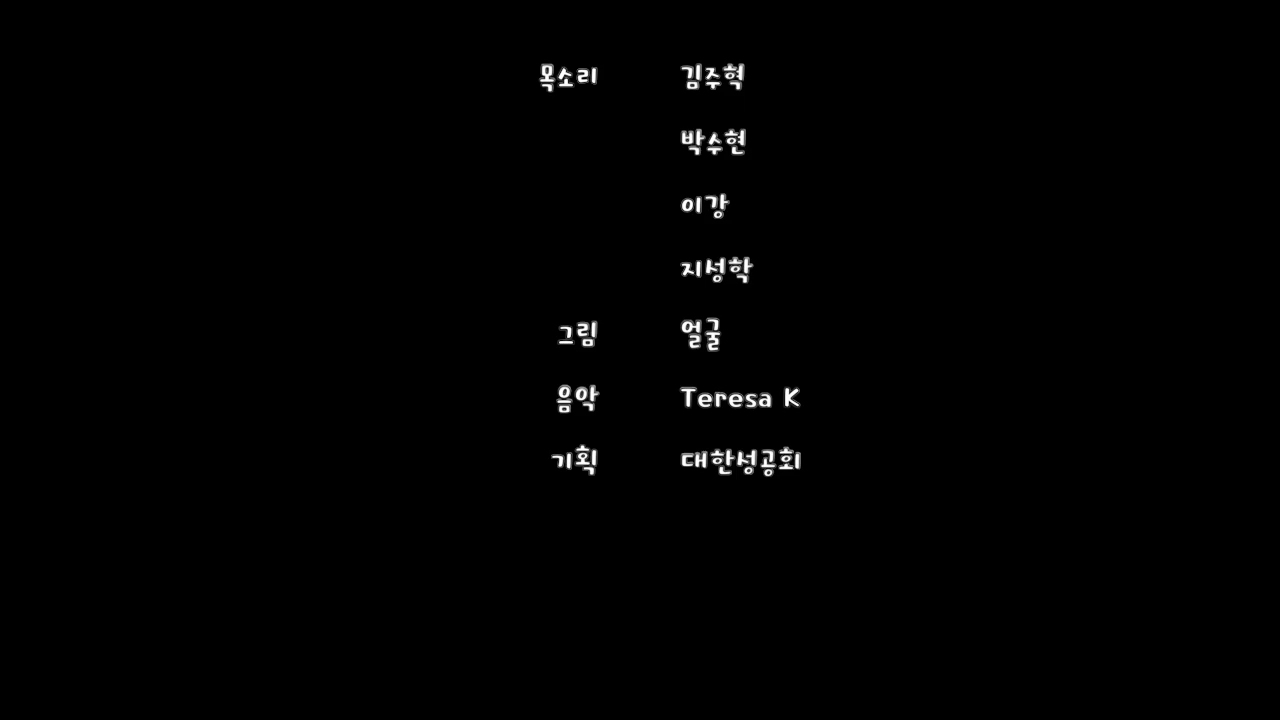 목소리 김주혁
박수현
이강
지성학
그림 얼굴
음악 Teresa K
기획 대한성공회